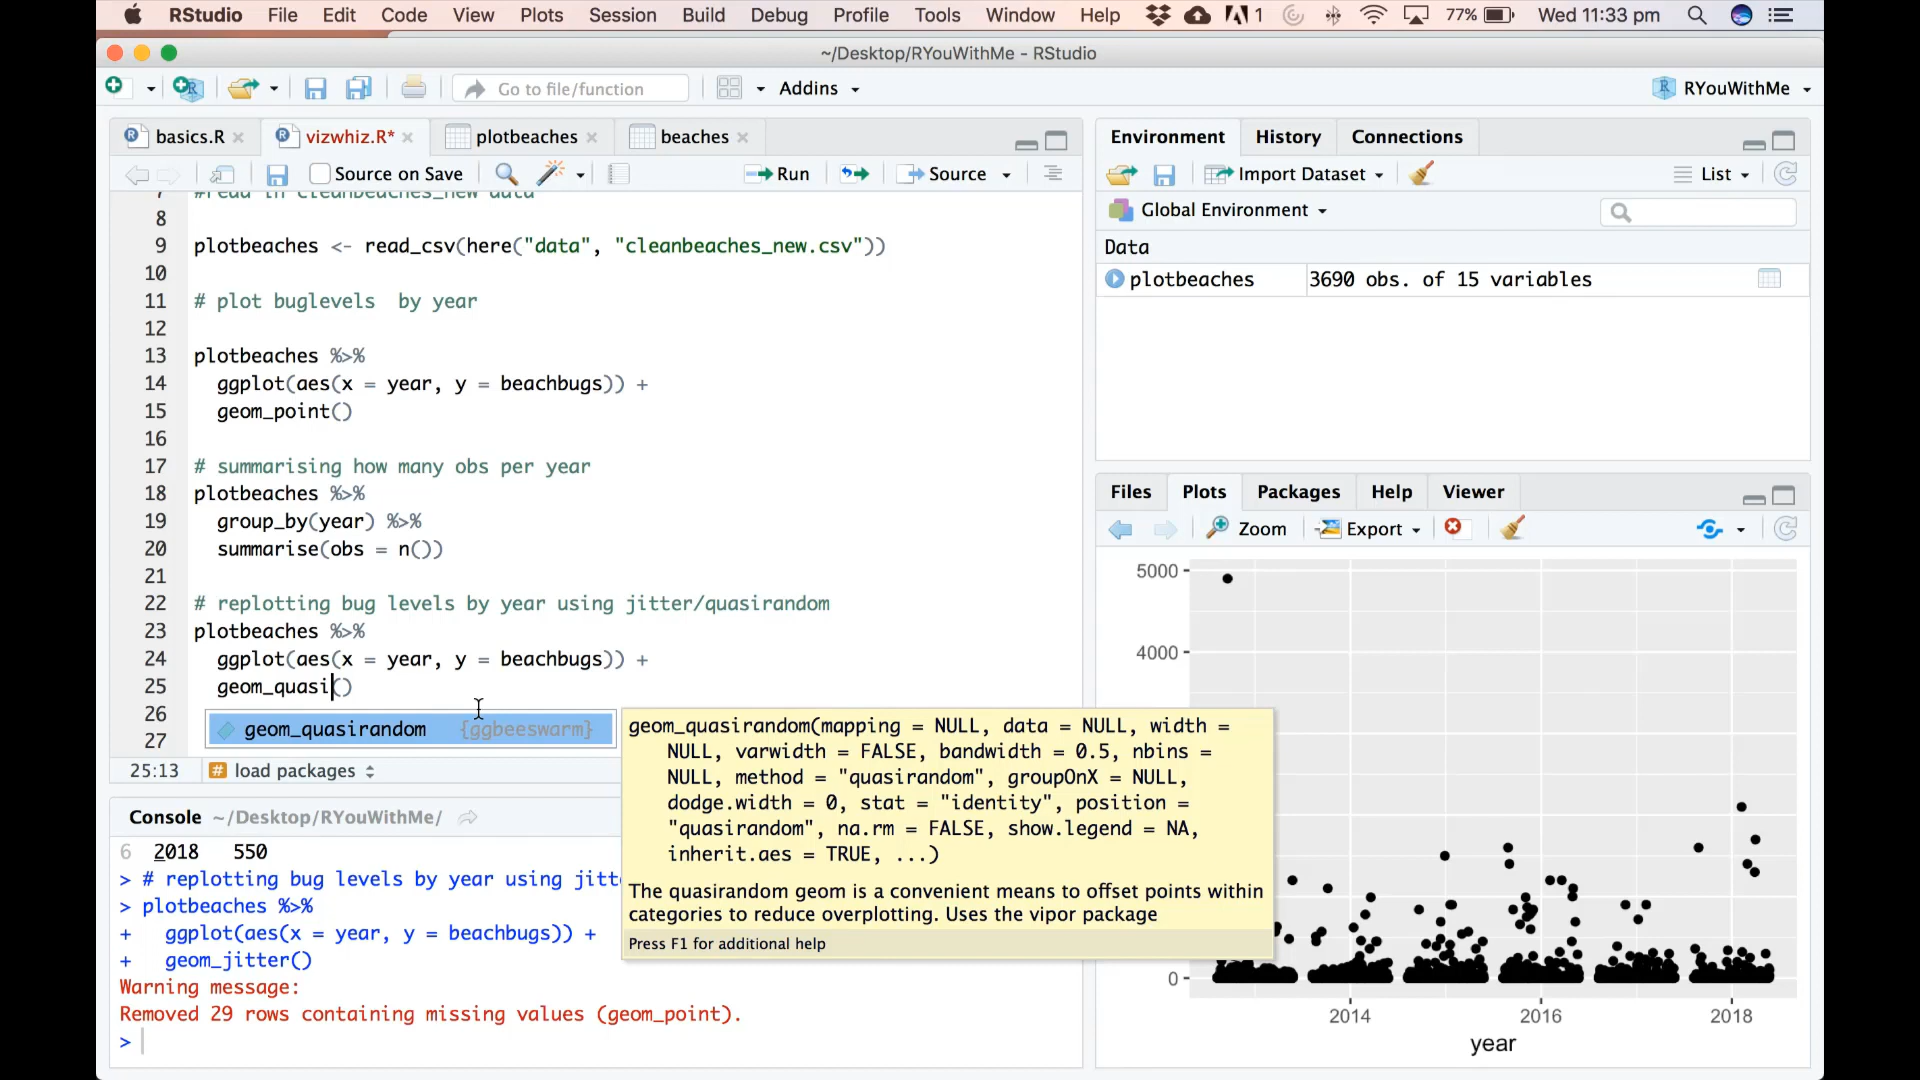 RStudio File Edit Code View Plots Session Build Debug Profile Tools Window Help 1 77% Wed 11:33 pm
~/Desktop/RYouWithMe - RStudio
Go to file/function Addins RYouWithMe
basics.R vizwhiz.R* plotbeaches beaches
Source on Save Run Source
7 #read in cleanbeaches_new data
8
9 plotbeaches <- read_csv(here("data", "cleanbeaches_new.csv"))
10
11 # plot buglevels  by year
12
13 plotbeaches %>%
14 ggplot(aes(x = year, y = beachbugs)) +
15 geom_point()
16
17 # summarising how many obs per year
18 plotbeaches %>%
19 group_by(year) %>%
20 summarise(obs = n())
21
22 # replotting bug levels by year using jitter/quasirandom
23 plotbeaches %>%
24 ggplot(aes(x = year, y = beachbugs)) +
25 geom_quasi()
26
27
geom_quasirandom {ggbeeswarm}
geom_quasirandom(mapping = NULL, data = NULL, width =
NULL, varwidth = FALSE, bandwidth = 0.5, nbins =
NULL, method = "quasirandom", groupOnX = NULL,
dodge.width = 0, stat = "identity", position =
"quasirandom", na.rm = FALSE, show.legend = NA,
inherit.aes = TRUE, ...)
The quasirandom geom is a convenient means to offset points within
categories to reduce overplotting. Uses the vipor package
Press F1 for additional help
25:13 # load packages
Console ~/Desktop/RYouWithMe/
6 2018 550
> # replotting bug levels by year using jitt
> plotbeaches %>%
+ ggplot(aes(x = year, y = beachbugs)) +
+ geom_jitter()
Warning message:
Removed 29 rows containing missing values (geom_point).
>
Environment History Connections
Import Dataset List
Global Environment
Data
plotbeaches 3690 obs. of 15 variables
Files Plots Packages Help Viewer
Zoom Export
5000
4000
0
2014 2016 2018
year